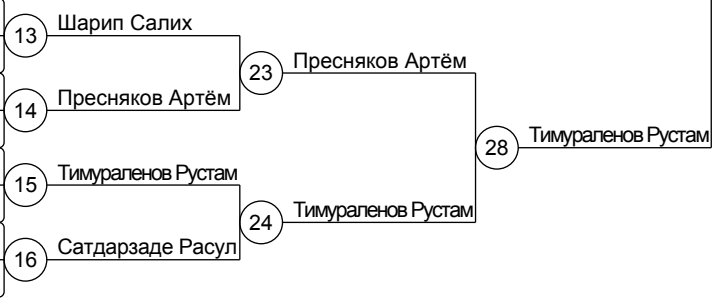 13 Шарип Салих
23 Пресняков Артём
14 Пресняков Артём
28 Тимураленов Рустам
15 Тимураленов Рустам
24 Тимураленов Рустам
16 Сатдарзаде Расул